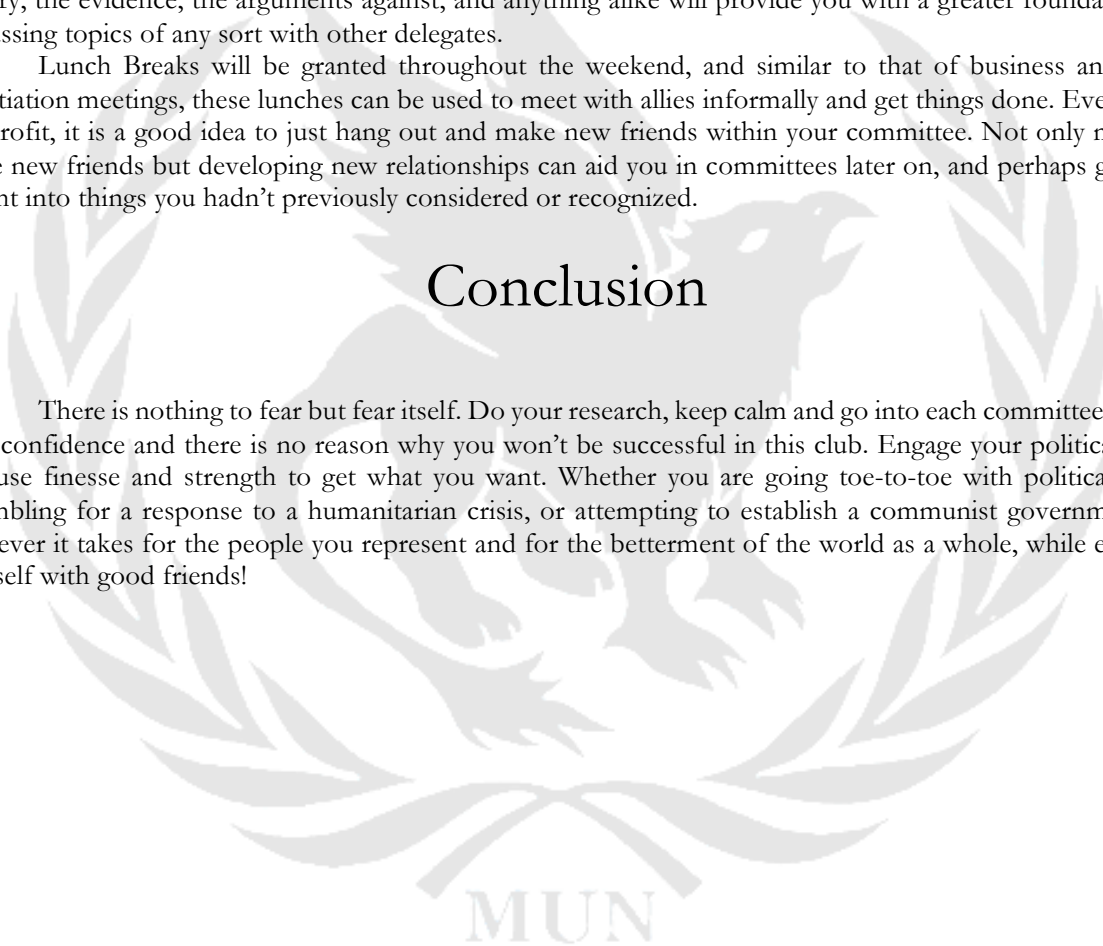 ry, the evidence, the arguments against, and anything alike will provide you with a greater founda
ssing topics of any sort with other delegates.
Lunch Breaks will be granted throughout the weekend, and similar to that of business an
tiation meetings, these lunches can be used to meet with allies informally and get things done. Eve
rofit, it is a good idea to just hang out and make new friends within your committee. Not only
new friends but developing new relationships can aid you in committees later on, and perhaps g
nt into things you hadn’t previously considered or recognized.
Conclusion
There is nothing to fear but fear itself. Do your research, keep calm and go into each committee
confidence and there is no reason why you won’t be successful in this club. Engage your politic
use finesse and strength to get what you want. Whether you are going toe-to-toe with politica
mbling for a response to a humanitarian crisis, or attempting to establish a communist governm
ever it takes for the people you represent and for the betterment of the world as a whole, while e
self with good friends!
MUN